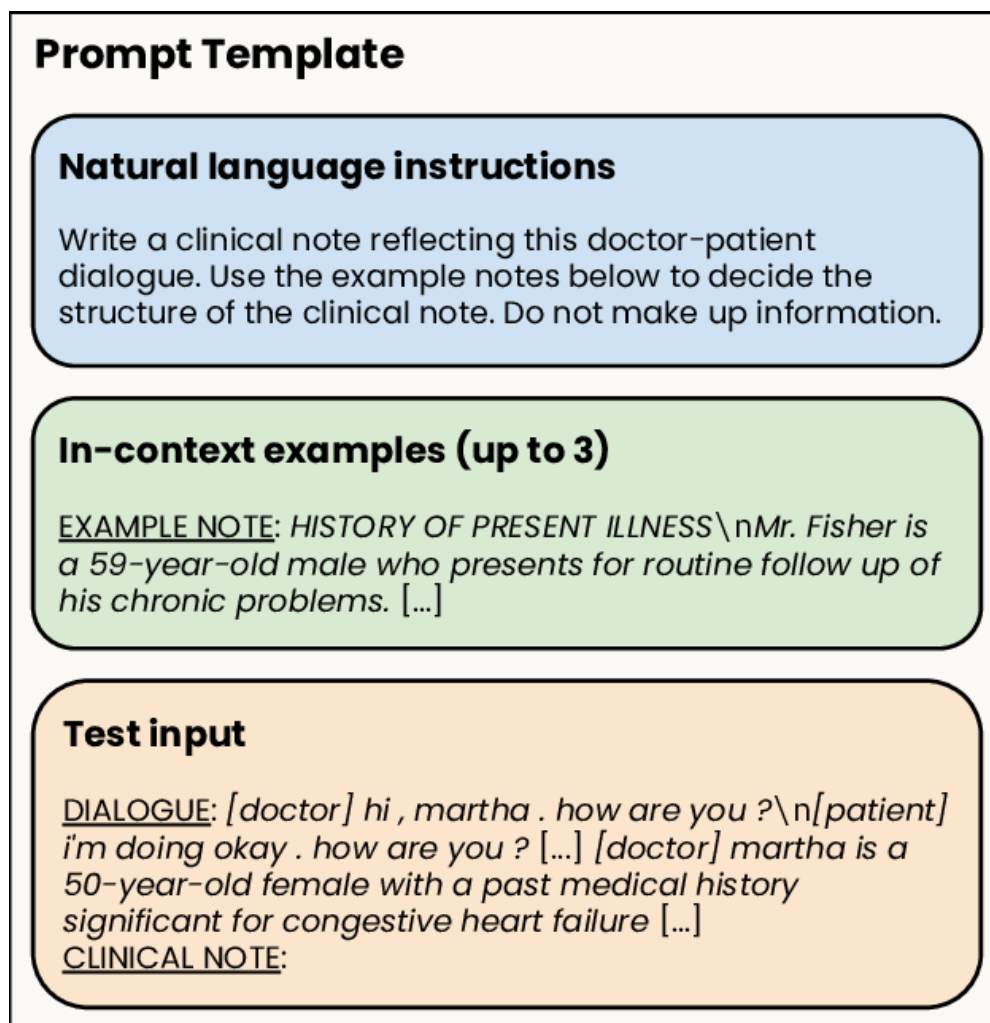 Prompt Template
Natural language instructions
Write a clinical note reflecting this doctor-patient
dialogue. Use the example notes below to decide the
structure of the clinical note. Do not make up information.
In-context examples (up to 3)
EXAMPLE NOTE: HISTORY OF PRESENT ILLNESS\nMr. Fisher is
a 59-year-old male who presents for routine follow up of
his chronic problems. [...]
Test input
DIALOGUE: [doctor] hi , martha . how are you ?\n[patient]
i'm doing okay . how are you ? [...] [doctor] martha is a
50-year-old female with a past medical history
significant for congestive heart failure [...]
CLINICAL NOTE: